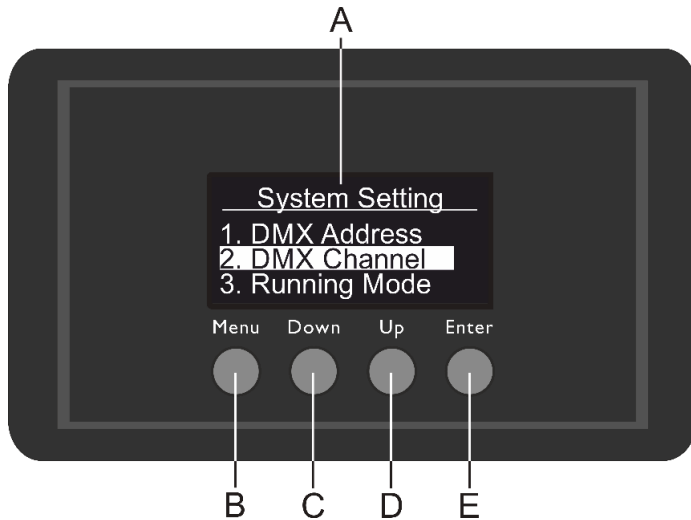 A
System Setting
1. DMX Address
2. DMX Channel
3. Running Mode
Menu Down Up Enter
B C D E